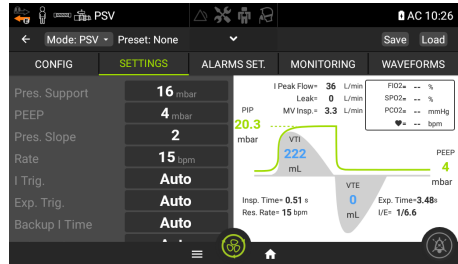 PSV AC 10:26
Mode: PSV Preset: None Save Load
CONFIG SETTINGS ALARMS SET. MONITORING WAVEFORMS
Pres. Support 16 mbar
PEEP 4 mbar
Pres. Slope 2
Rate 15 bpm
I Trig. Auto
Exp. Trig. Auto
Backup I Time Auto
I Peak Flow= 36 L/min
Leak= 0 L/min
MV Insp.= 3.3 L/min
FIO2= -- %
SPO2= -- %
PCO2= -- mmHg
♥= -- bpm
PIP
20.3
mbar
VTI
222
mL
PEEP
4
mbar
VTE
0
mL
Insp. Time= 0.51 s
Res. Rate= 15 bpm
Exp. Time=3.48s
I/E= 1/6.6